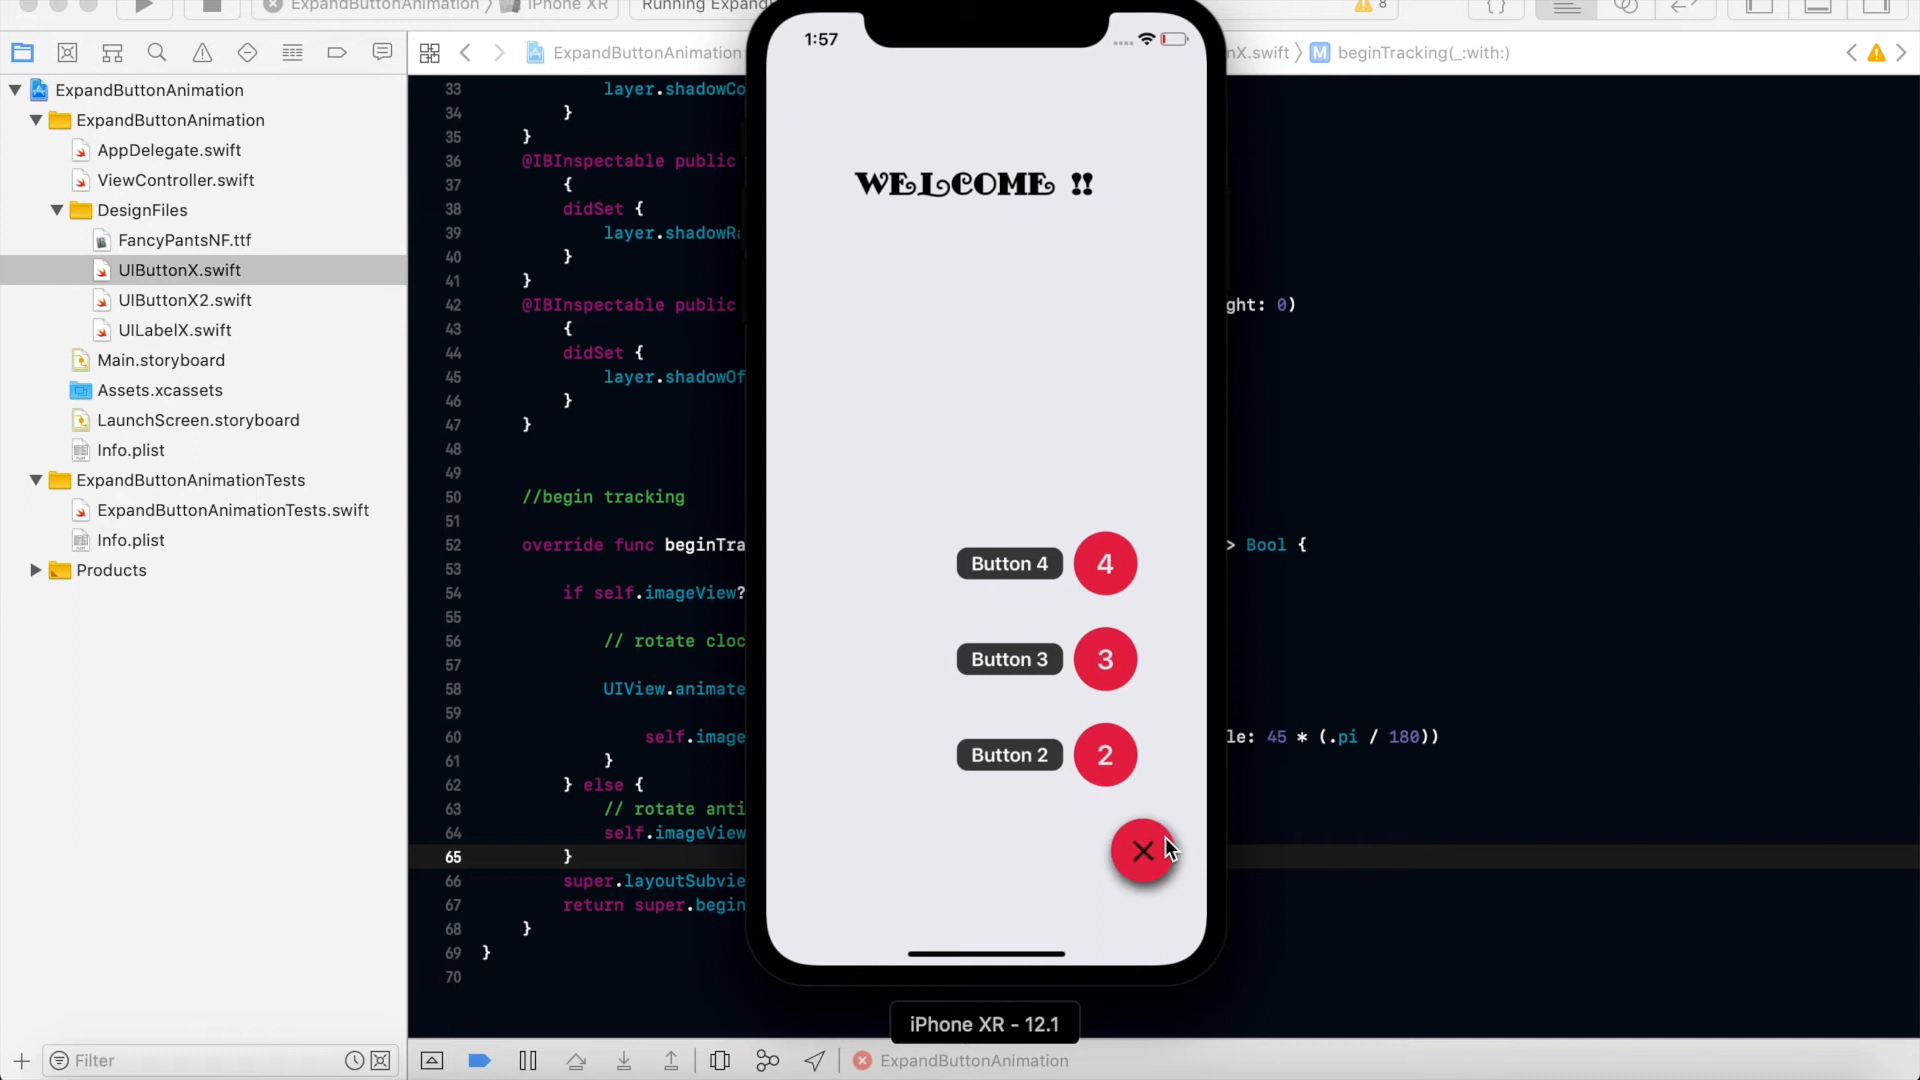 ExpandButtonAnimation
iPhone XR
Running Expand
8
ExpandButtonAnimation
nX.swift
M
beginTracking(_:with:)
ExpandButtonAnimation
ExpandButtonAnimation
AppDelegate.swift
ViewController.swift
DesignFiles
FancyPantsNF.ttf
UIButtonX.swift
UIButtonX2.swift
UILabelX.swift
Main.storyboard
Assets.xcassets
LaunchScreen.storyboard
Info.plist
ExpandButtonAnimationTests
ExpandButtonAnimationTests.swift
Info.plist
Products
Filter
33 layer.shadowCo
34 }
35 }
36 @IBInspectable public
37 {
38 didSet {
39 layer.shadowRa
40 }
41 }
42 @IBInspectable public ght: 0)
43 {
44 didSet {
45 layer.shadowOf
46 }
47 }
48
49
50 //begin tracking
51
52 override func beginTra > Bool {
53
54 if self.imageView?
55
56 // rotate cloc
57
58 UIView.animate
59
60 self.image le: 45 * (.pi / 180))
61 }
62 } else {
63 // rotate anti
64 self.imageView
65 }
66 super.layoutSubvie
67 return super.begin
68 }
69 }
70
1:57
WELCOME !!
Button 4 4
Button 3 3
Button 2 2
iPhone XR - 12.1
ExpandButtonAnimation